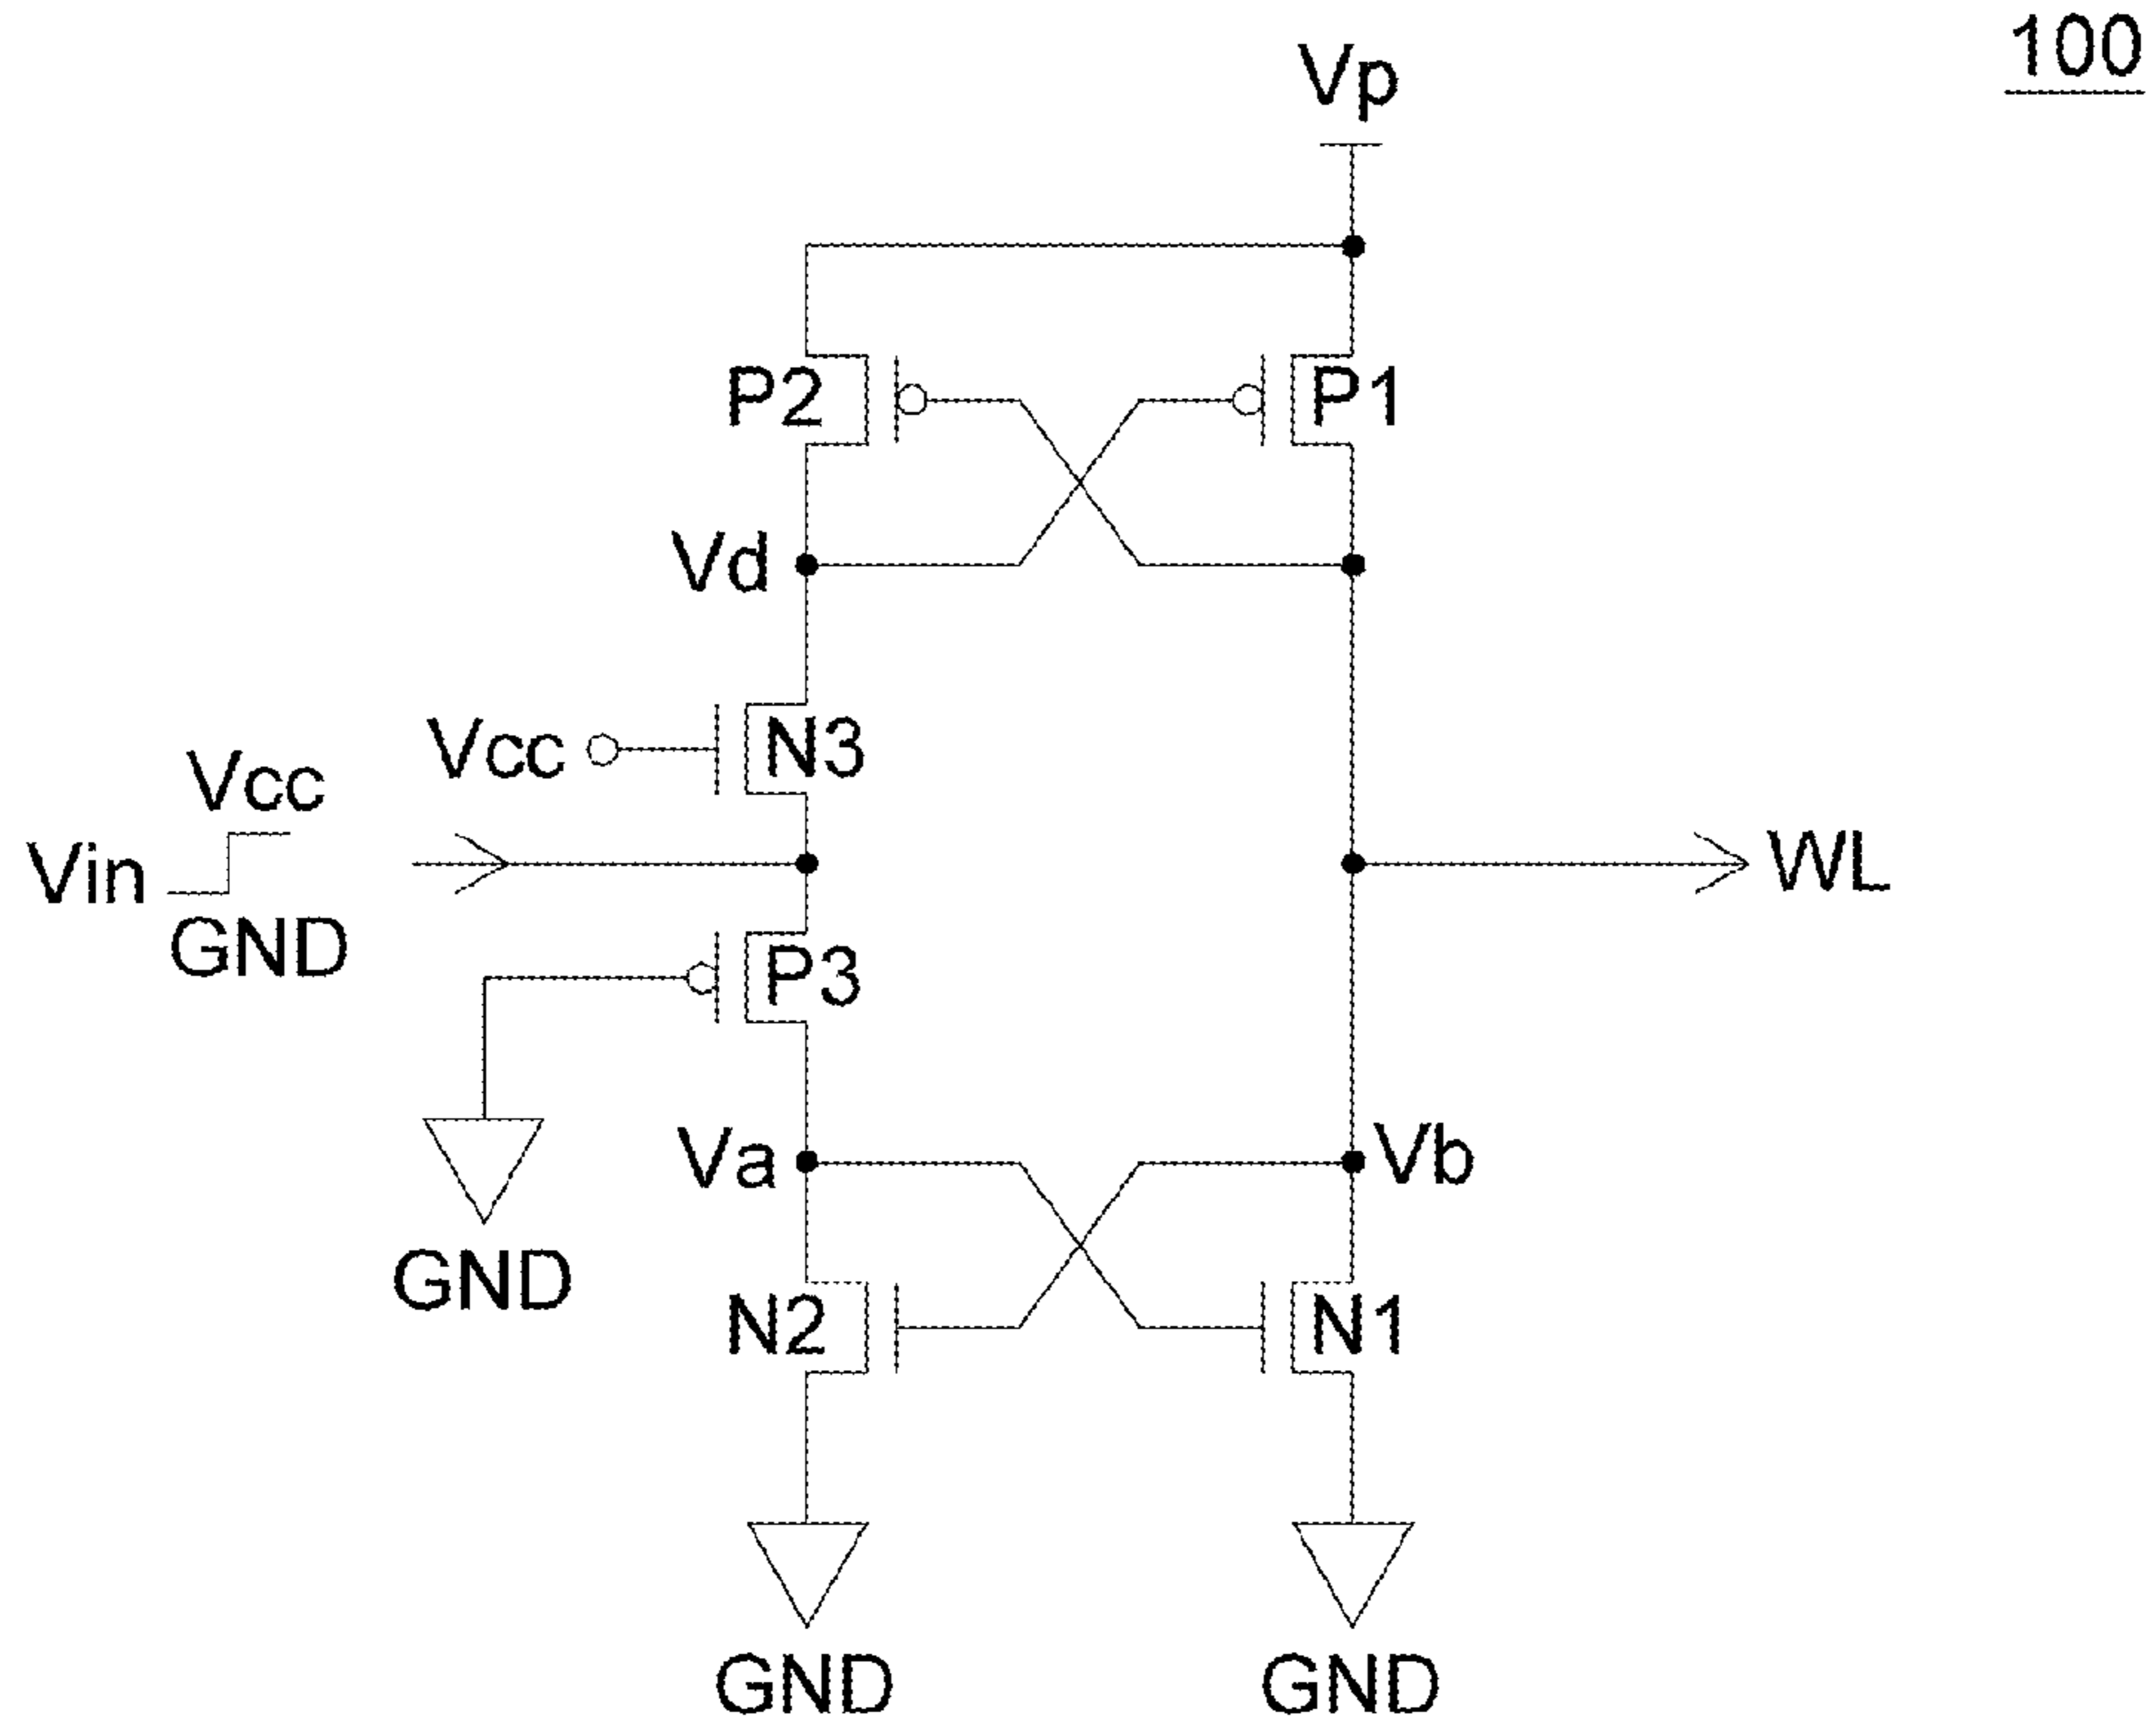 100
Vp
P2
P1
Vd
Vcc
N3
Vcc
Vin
GND
WL
P3
Va
Vb
GND
N2
N1
GND
GND